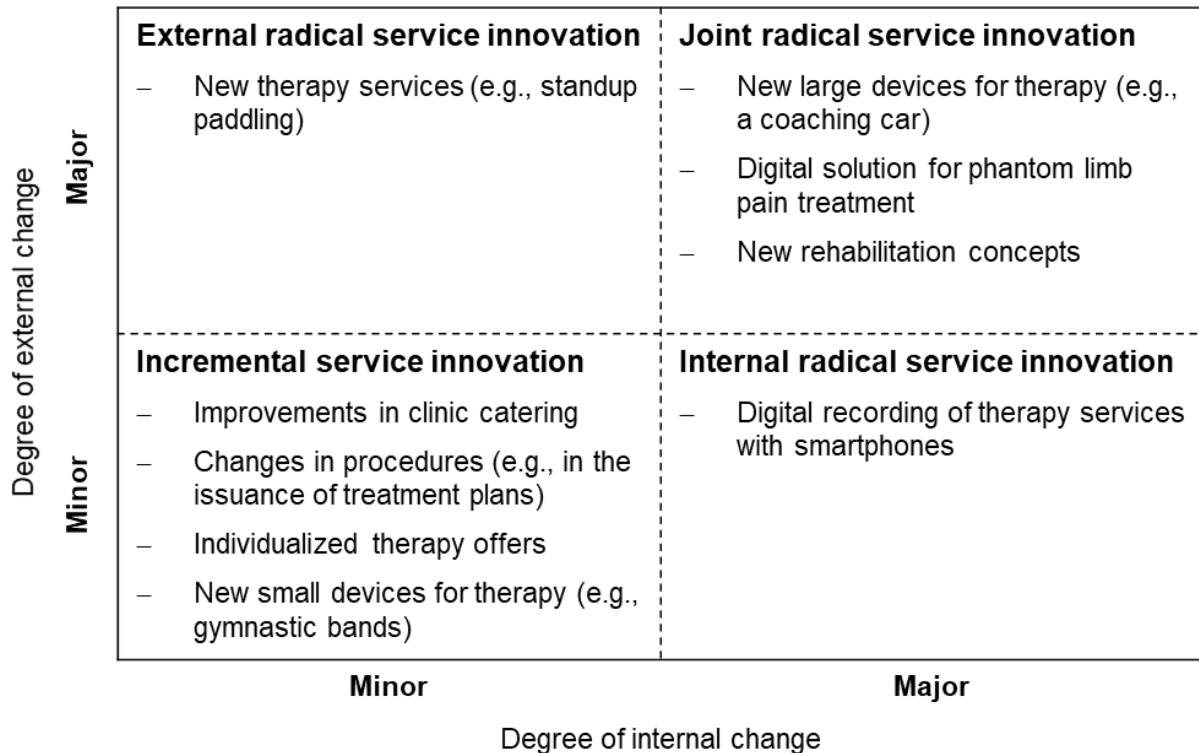 External radical service innovation
– New therapy services (e.g., standup
paddling)
Joint radical service innovation
– New large devices for therapy (e.g.,
a coaching car)
– Digital solution for phantom limb
pain treatment
– New rehabilitation concepts
Incremental service innovation
– Improvements in clinic catering
– Changes in procedures (e.g., in the
issuance of treatment plans)
– Individualized therapy offers
– New small devices for therapy (e.g.,
gymnastic bands)
Internal radical service innovation
– Digital recording of therapy services
with smartphones
Degree of external change
Major
Minor
Minor
Major
Degree of internal change